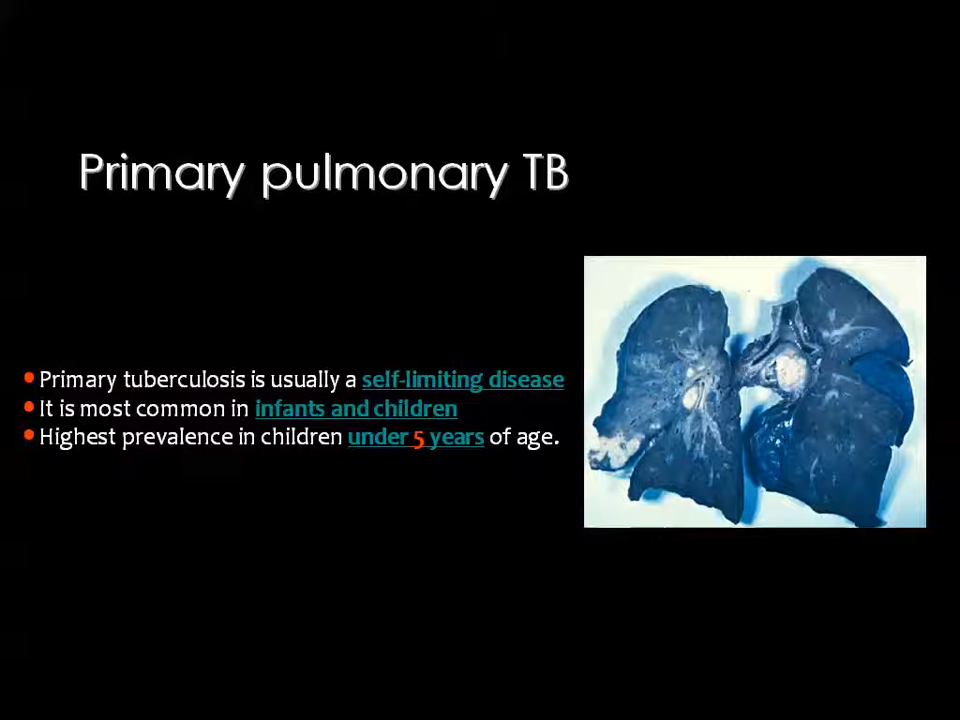 Primary pulmonary TB
• Primary tuberculosis is usually a self-limiting disease
• It is most common in infants and children
• Highest prevalence in children under 5 years of age.